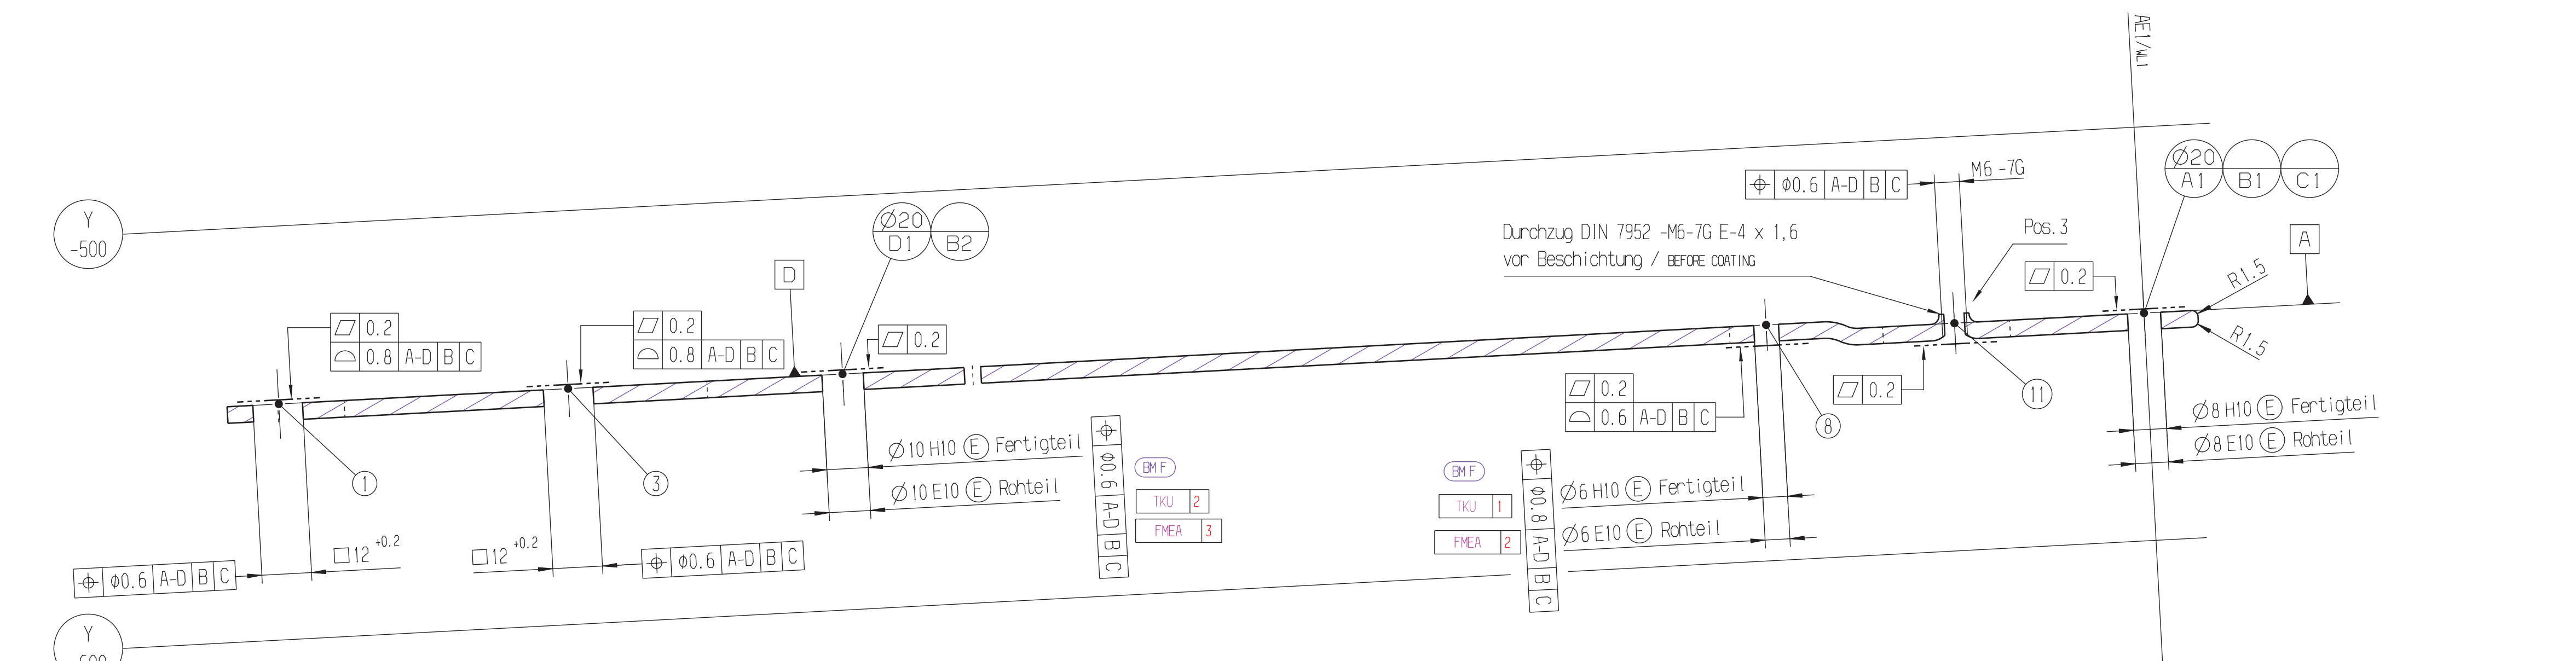 AE1/WL1
Y
-500
Ø20
D1
B2
D
0.2
0.8 A-D B C
0.2
0.8 A-D B C
0.2
1
3
□12 +0.2
⌖ Φ0.6 A-D B C
□12 +0.2
⌖ Φ0.6 A-D B C
Ø10 H10 Ⓔ Fertigteil
Ø10 E10 Ⓔ Rohteil
⌖ Φ0.6 A-D B C
BMF
TKU 2
FMEA 3
⌖ Φ0.6 A-D B C
M6-7G
Durchzug DIN 7952 -M6-7G E-4 x 1,6
vor Beschichtung / BEFORE COATING
Pos.3
Ø20
A1
B1
C1
A
0.2
R1.5
R1.5
0.2
0.6 A-D B C
0.2
8
11
BMF
TKU 1
FMEA 2
⌖ Φ0.8 A-D B C
Ø6 H10 Ⓔ Fertigteil
Ø6 E10 Ⓔ Rohteil
Ø8 H10 Ⓔ Fertigteil
Ø8 E10 Ⓔ Rohteil
Y